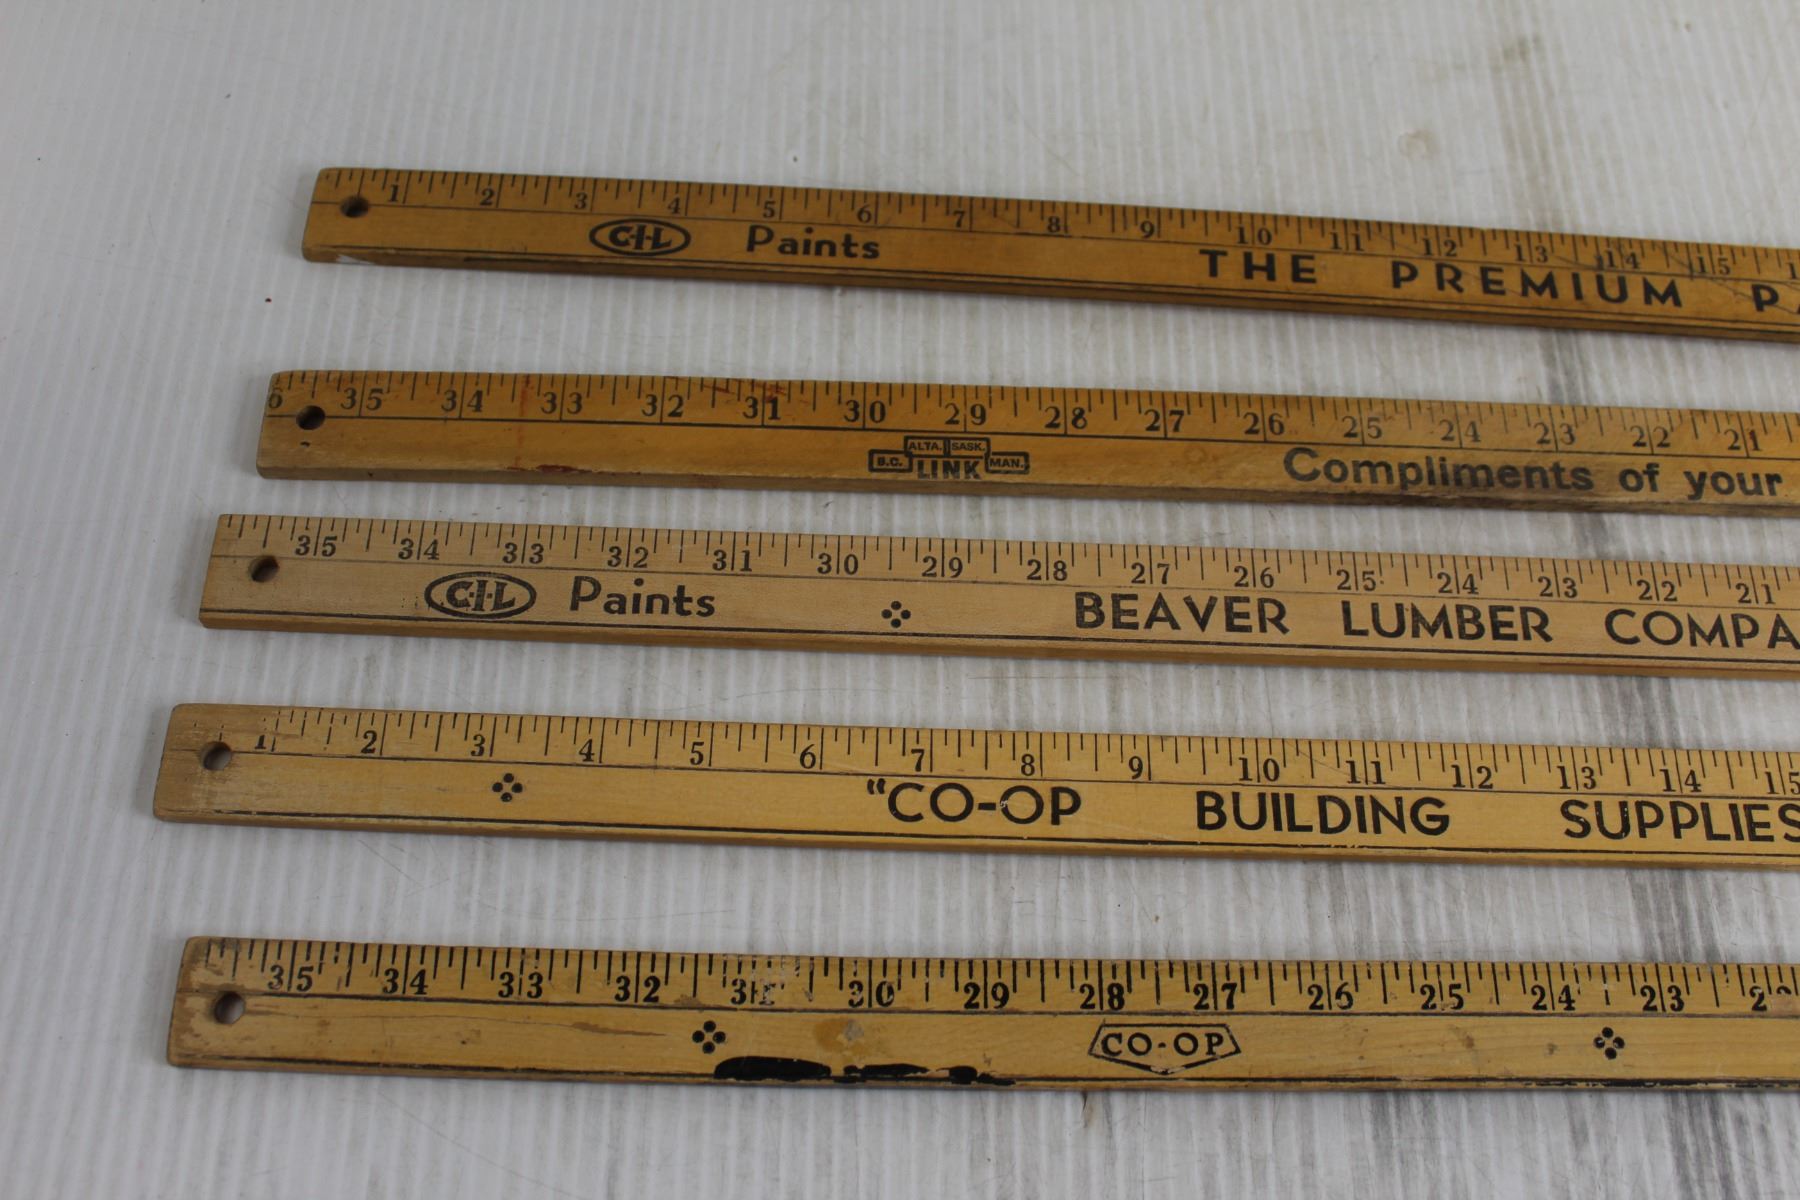 1 2 3 4 5 6 7 8 9 10 11 12 13 14 15
C-I-L Paints THE PREMIUM
6 35 34 33 32 31 30 29 28 27 26 25 24 23 22 21
ALTA. SASK.
B.C. LINK MAN. Compliments of your
35 34 33 32 31 30 29 28 27 26 25 24 23 22 21
C-I-L Paints BEAVER LUMBER COMPA
1 2 3 4 5 6 7 8 9 10 11 12 13 14 15
"CO-OP BUILDING SUPPLIES
35 34 33 32 31 30 29 28 27 26 25 24 23 22
CO-OP